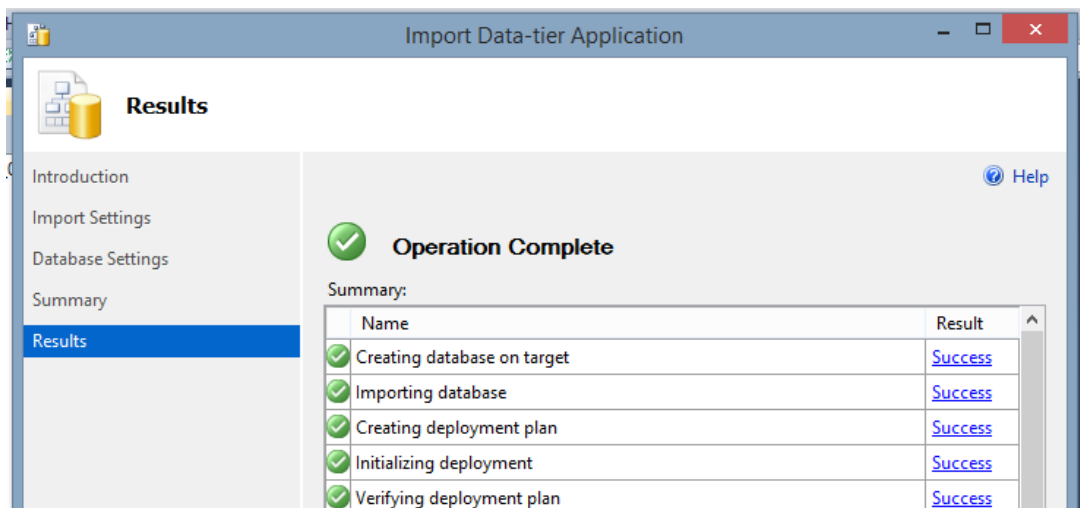 Import Data-tier Application
Results
Introduction
Import Settings
Database Settings
Summary
Results
Help
Operation Complete
Summary:
Name Result
Creating database on target Success
Importing database Success
Creating deployment plan Success
Initializing deployment Success
Verifying deployment plan Success